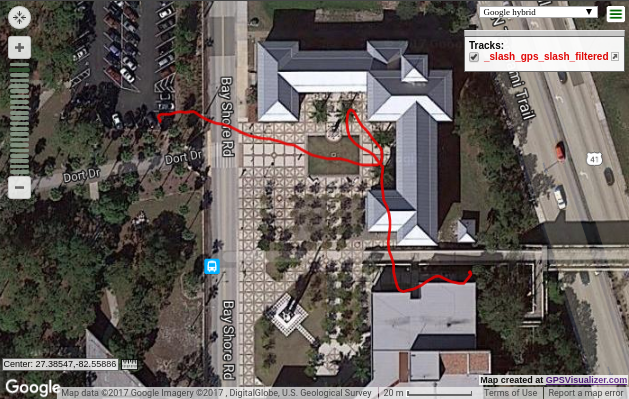 Google hybrid ▼
Tracks:
_slash_gps_slash_filtered
Bay Shore Rd
mi Trail
41
Dort Dr
Dort Dr
Bay Shore Rd
Center: 27.38547,-82.55886
Map created at GPSVisualizer.com
Google
Map data ©2017 Google Imagery ©2017 , DigitalGlobe, U.S. Geological Survey
20 m
Terms of Use
Report a map error